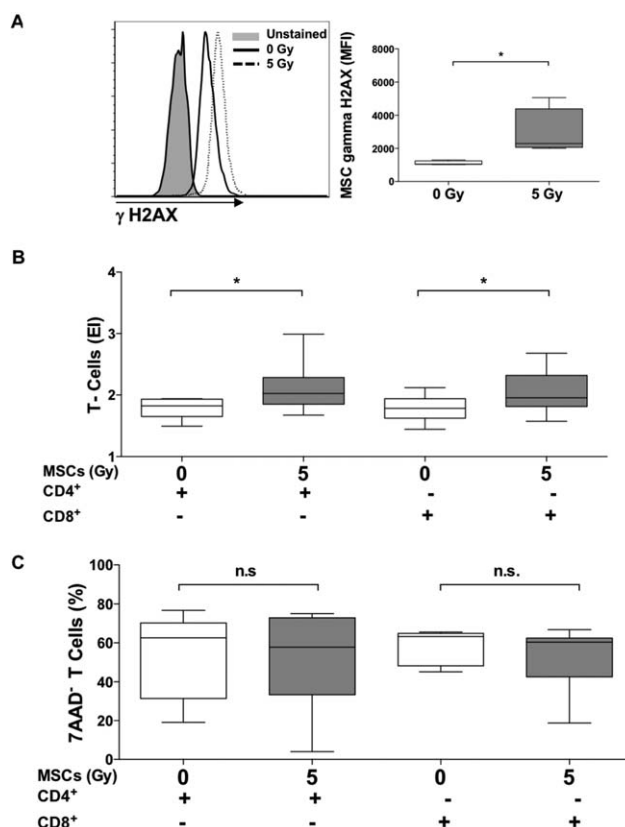 A
Unstained
0 Gy
5 Gy
γ H2AX
MSC gamma H2AX (MFI)
8000
6000
4000
2000
0
*
0 Gy
5 Gy
B
T- Cells (EI)
4
3
2
1
*
*
MSCs (Gy) 0 5 0 5
CD4+ + + - -
CD8+ - - + +
C
7AAD- T Cells (%)
100
80
60
40
20
0
n.s
n.s.
MSCs (Gy) 0 5 0 5
CD4+ + + - -
CD8+ - - + +